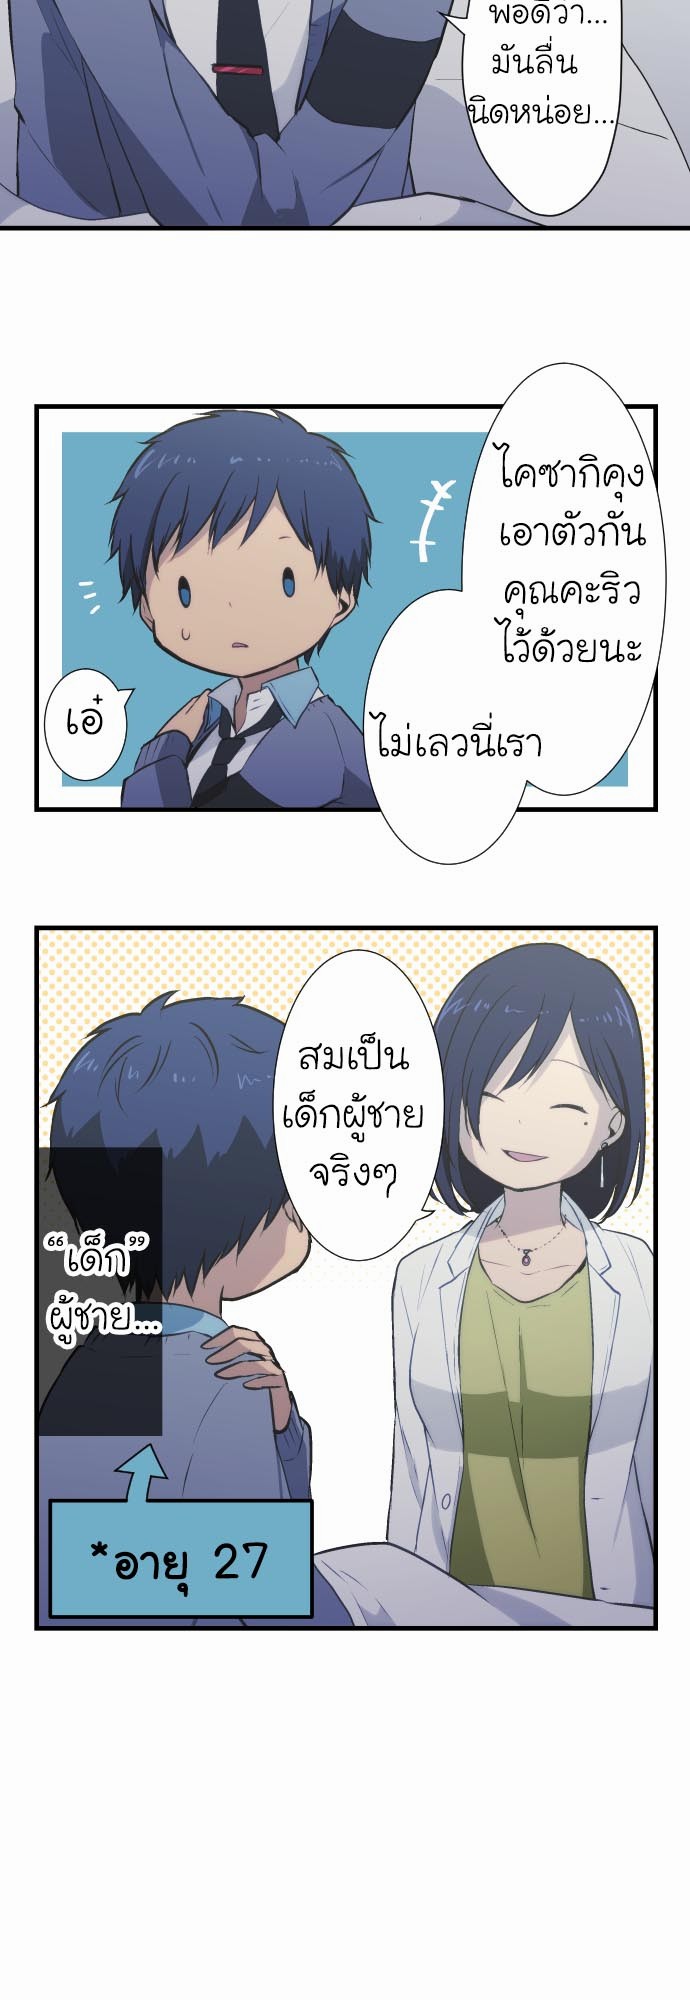 พอดีว่า...
มันลื่น
นิดหน่อย...
ไคซากิคุง
เอาตัวกัน
คุณคะริว
ไว้ด้วยนะ
ไม่เลวนี่เรา
เอ๋
สมเป็น
เด็กผู้ชาย
จริงๆ
“เด็ก”
ผู้ชาย...
*อายุ 27